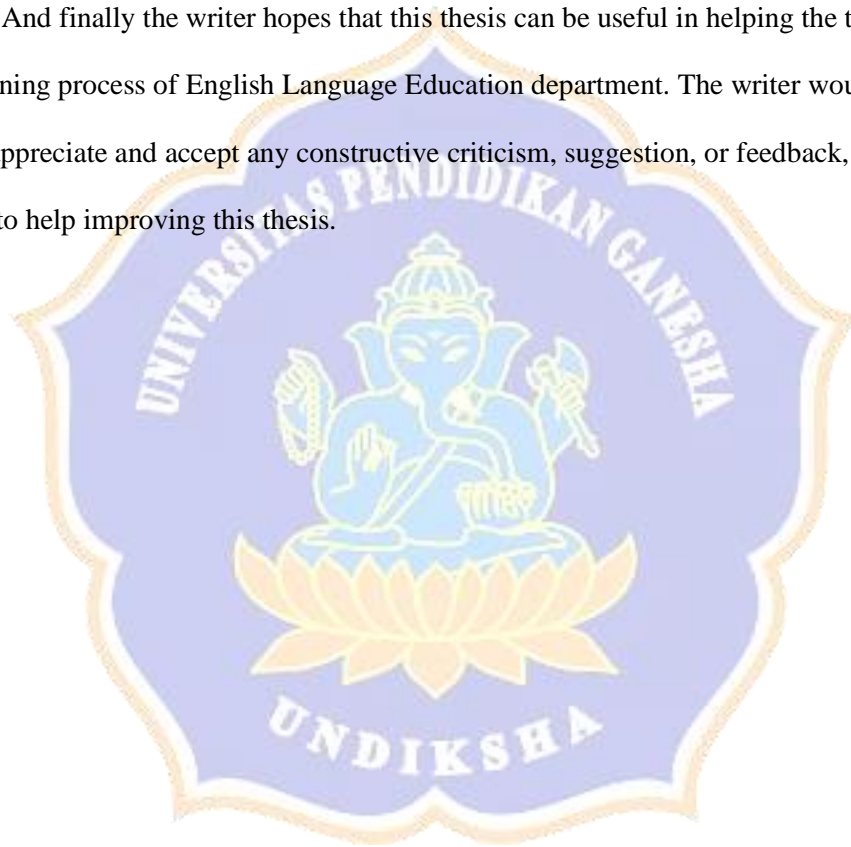 And finally the writer hopes that this thesis can be useful in helping the t
ning process of English Language Education department. The writer wou
ppreciate and accept any constructive criticism, suggestion, or feedback,
to help improving this thesis.
UNIVERSITAS PENDIDIKAN GANESHA
UNDIKSHA